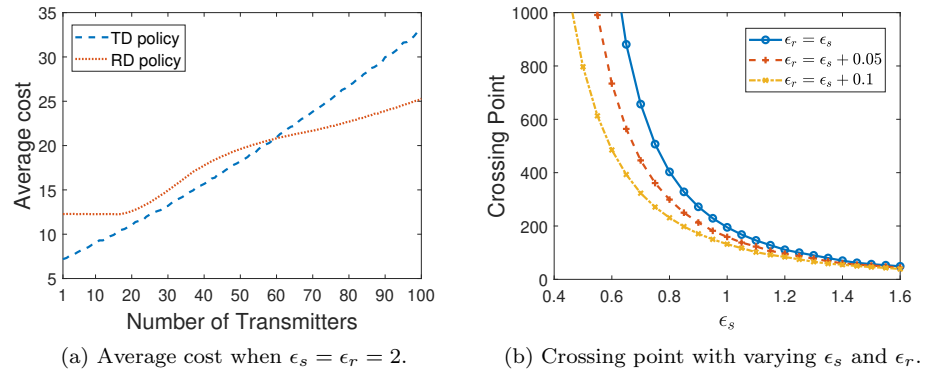 35
30
25
20
15
10
5
1 10 20 30 40 50 60 70 80 90 100
Average cost
Number of Transmitters
TD policy
RD policy
(a) Average cost when ϵs = ϵr = 2.
1000
800
600
400
200
0
0.4 0.6 0.8 1 1.2 1.4 1.6
Crossing Point
ϵs
ϵr = ϵs
ϵr = ϵs + 0.05
ϵr = ϵs + 0.1
(b) Crossing point with varying ϵs and ϵr.